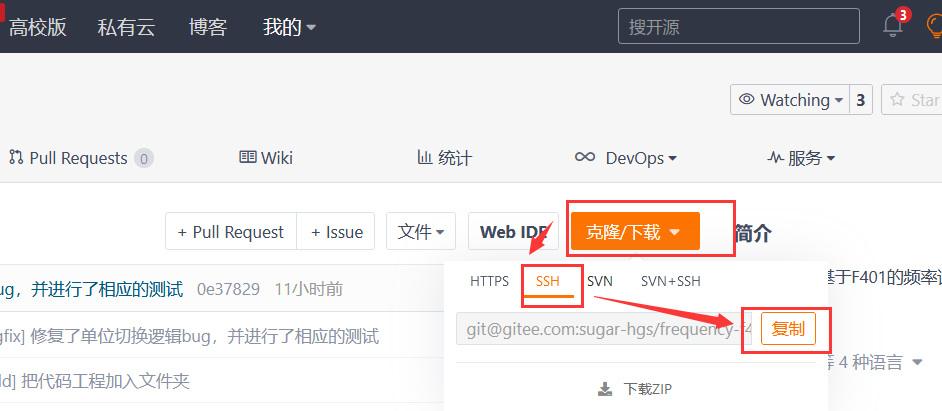 高校版 私有云 博客 我的 搜开源 3
Watching 3 Star
Pull Requests 0 Wiki 统计 DevOps 服务
+ Pull Request + Issue 文件 Web IDE 克隆/下载 简介
ug，并进行了相应的测试 0e37829 11小时前
HTTPS SSH SVN SVN+SSH
基于F401的频率
gfix] 修复了单位切换逻辑bug，并进行了相应的测试
git@gitee.com:sugar-hgs/frequency-f4 复制
等 4 种语言
ld] 把代码工程加入文件夹
下载ZIP